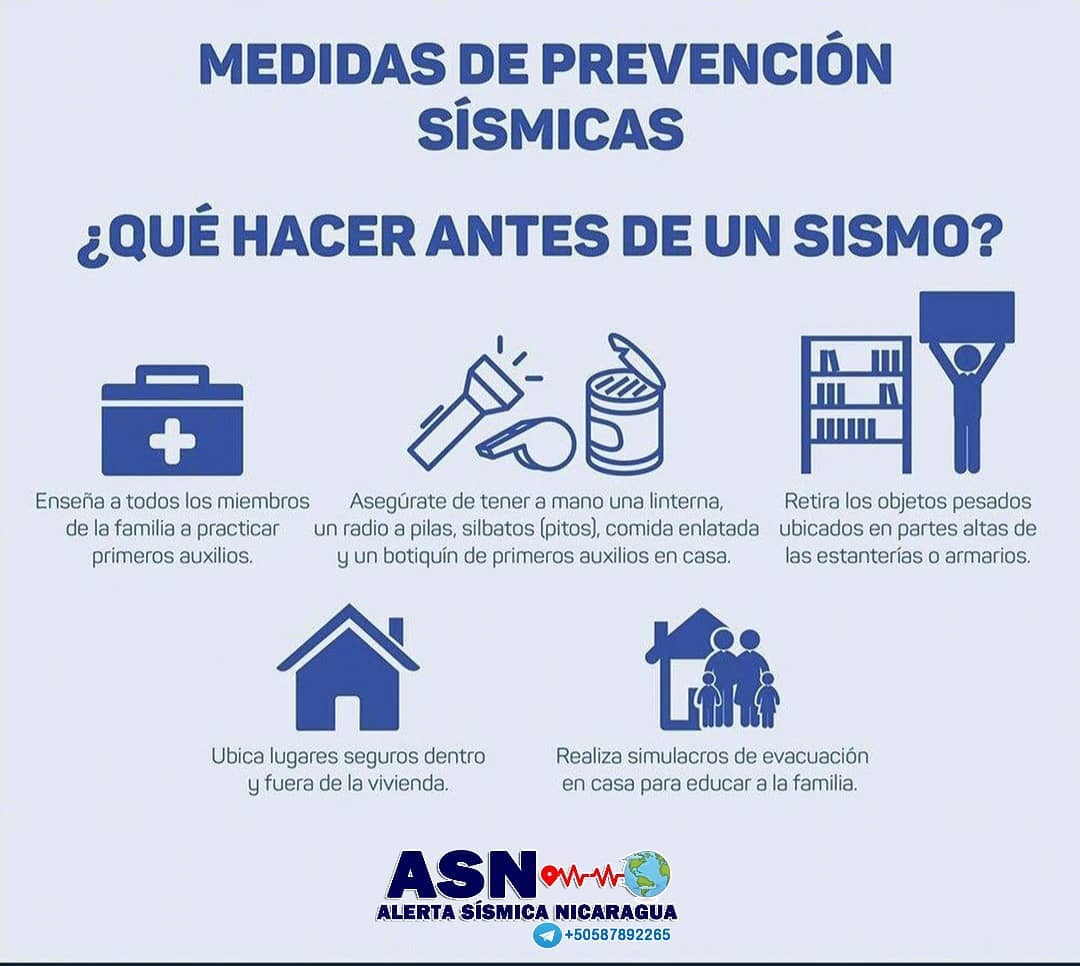 MEDIDAS DE PREVENCIÓN
SÍSMICAS
¿QUÉ HACER ANTES DE UN SISMO?
Enseña a todos los miembros
de la familia a practicar
primeros auxilios.
Asegúrate de tener a mano una linterna,
un radio a pilas, silbatos (pitos), comida enlatada
y un botiquín de primeros auxilios en casa.
Retira los objetos pesados
ubicados en partes altas de
las estanterías o armarios.
Ubica lugares seguros dentro
y fuera de la vivienda.
Realiza simulacros de evacuación
en casa para educar a la familia.
ASN
ALERTA SÍSMICA NICARAGUA
+50587892265